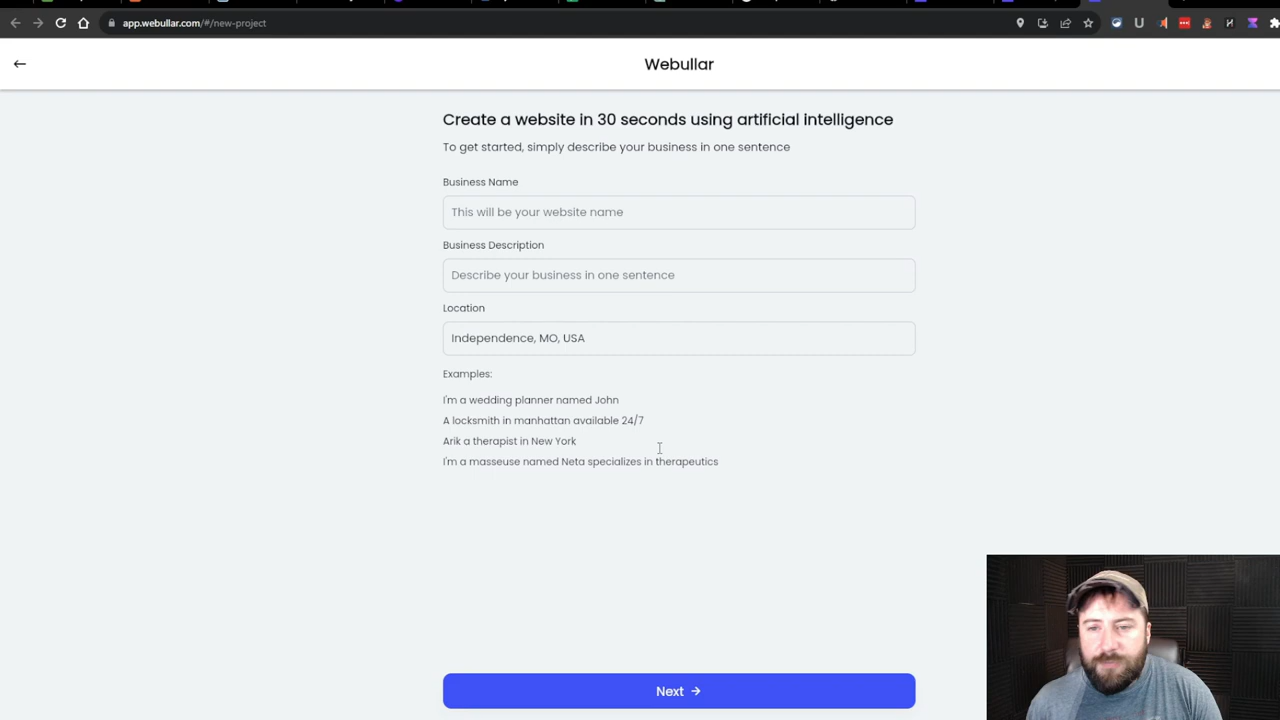 app.webullar.com/#/new-project
Webullar
Create a website in 30 seconds using artificial intelligence
To get started, simply describe your business in one sentence
Business Name
This will be your website name
Business Description
Describe your business in one sentence
Location
Independence, MO, USA
Examples:
I'm a wedding planner named John
A locksmith in manhattan available 24/7
Arik a therapist in New York
I'm a masseuse named Neta specializes in therapeutics
Next